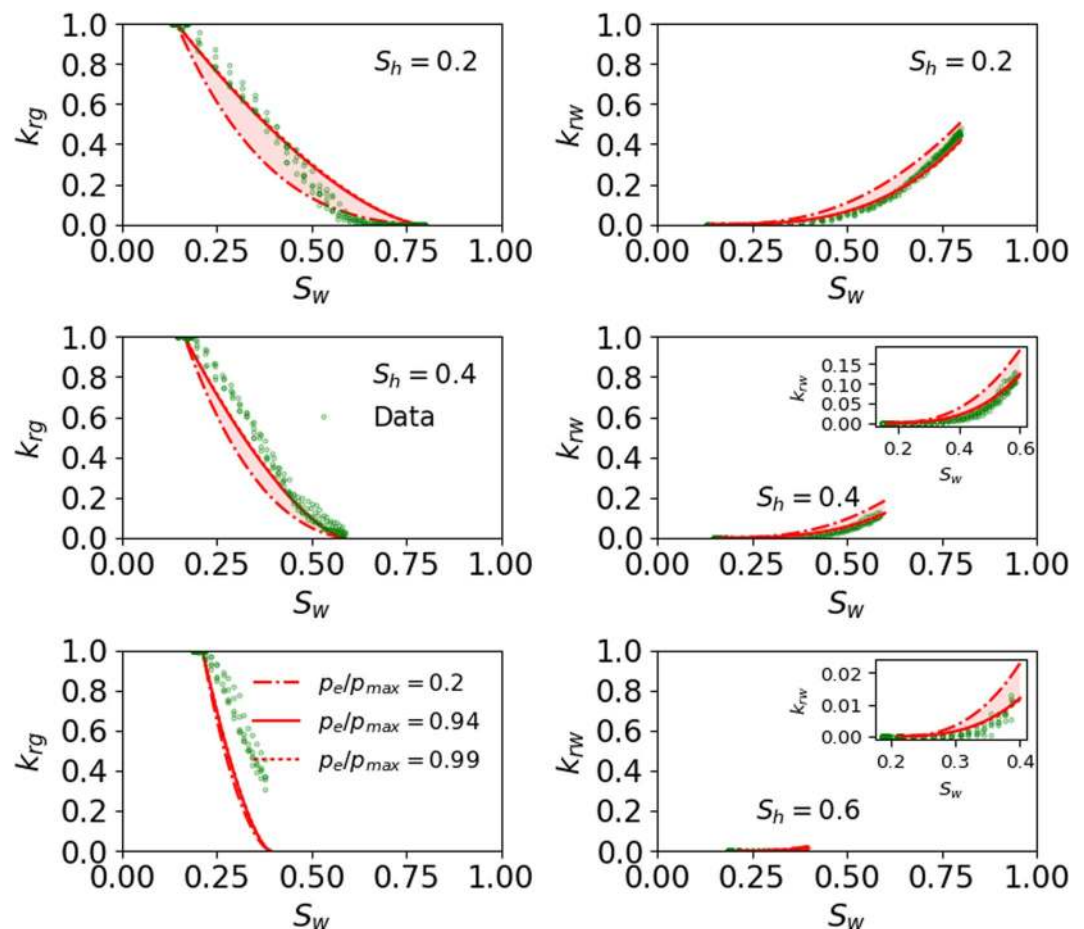 1.0
0.8
0.6
0.4
0.2
0.0
k_rg
S_h = 0.2
0.00 0.25 0.50 0.75 1.00
S_w
1.0
0.8
0.6
0.4
0.2
0.0
k_rw
S_h = 0.2
0.00 0.25 0.50 0.75 1.00
S_w
1.0
0.8
0.6
0.4
0.2
0.0
k_rg
S_h = 0.4
Data
0.00 0.25 0.50 0.75 1.00
S_w
1.0
0.8
0.6
0.4
0.2
0.0
k_rw
0.15
0.10
0.05
0.00
k_rw
0.2 0.4 0.6
S_w
S_h = 0.4
0.00 0.25 0.50 0.75 1.00
S_w
1.0
0.8
0.6
0.4
0.2
0.0
k_rg
p_e/p_max = 0.2
p_e/p_max = 0.94
p_e/p_max = 0.99
0.00 0.25 0.50 0.75 1.00
S_w
1.0
0.8
0.6
0.4
0.2
0.0
k_rw
0.02
0.01
0.00
k_rw
0.2 0.3 0.4
S_w
S_h = 0.6
0.00 0.25 0.50 0.75 1.00
S_w